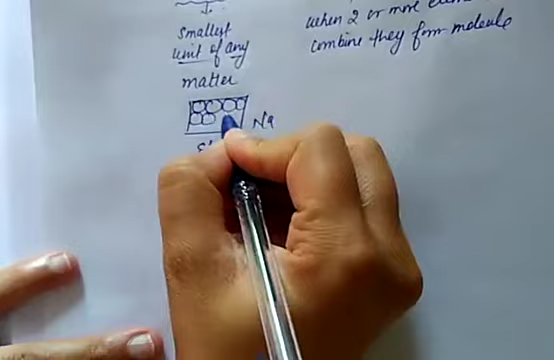 smallest
unit of any
matter
Na
when 2 or more
combine they form molecule